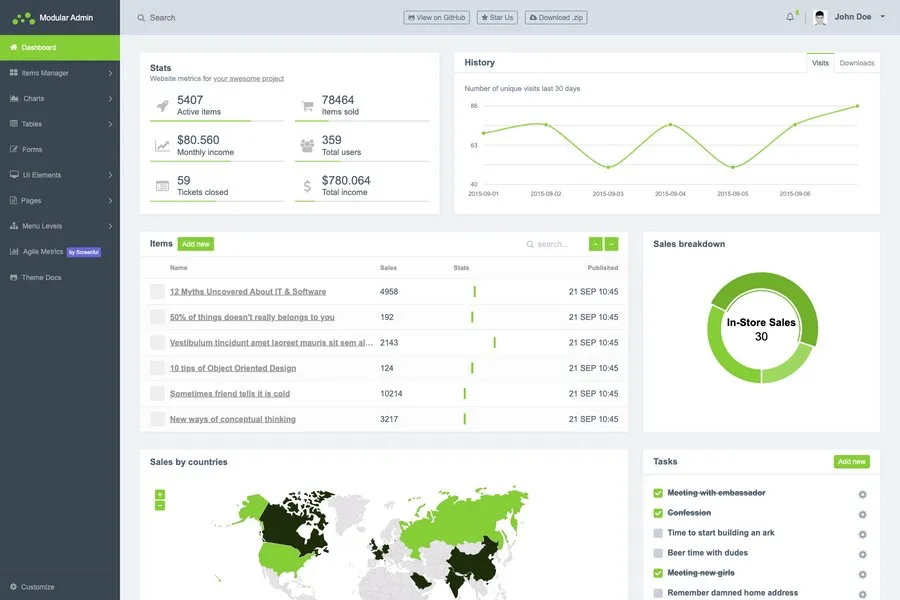 Modular Admin
Search
View on GitHub
Star Us
Download .zip
8
John Doe
Dashboard
Items Manager
Charts
Tables
Forms
UI Elements
Pages
Menu Levels
Agile Metrics by Screenful
Theme Docs
Customize
Stats
Website metrics for your awesome project
5407
Active items
78464
Items sold
$80.560
Monthly income
359
Total users
59
Tickets closed
$780.064
Total income
History
Visits
Downloads
Number of unique visits last 30 days
86
63
40
2015-09-01
2015-09-02
2015-09-03
2015-09-04
2015-09-05
2015-09-06
Items
Add new
search...
Name Sales Stats Published
12 Myths Uncovered About IT & Software 4958 21 SEP 10:45
50% of things doesn't really belongs to you 192 21 SEP 10:45
Vestibulum tincidunt amet laoreet mauris sit sem al... 2143 21 SEP 10:45
10 tips of Object Oriented Design 124 21 SEP 10:45
Sometimes friend tells it is cold 10214 21 SEP 10:45
New ways of conceptual thinking 3217 21 SEP 10:45
Sales breakdown
In-Store Sales
30
Sales by countries
+
−
Tasks
Add new
Meeting with embassador
Confession
Time to start building an ark
Beer time with dudes
Meeting new girls
Remember damned home address